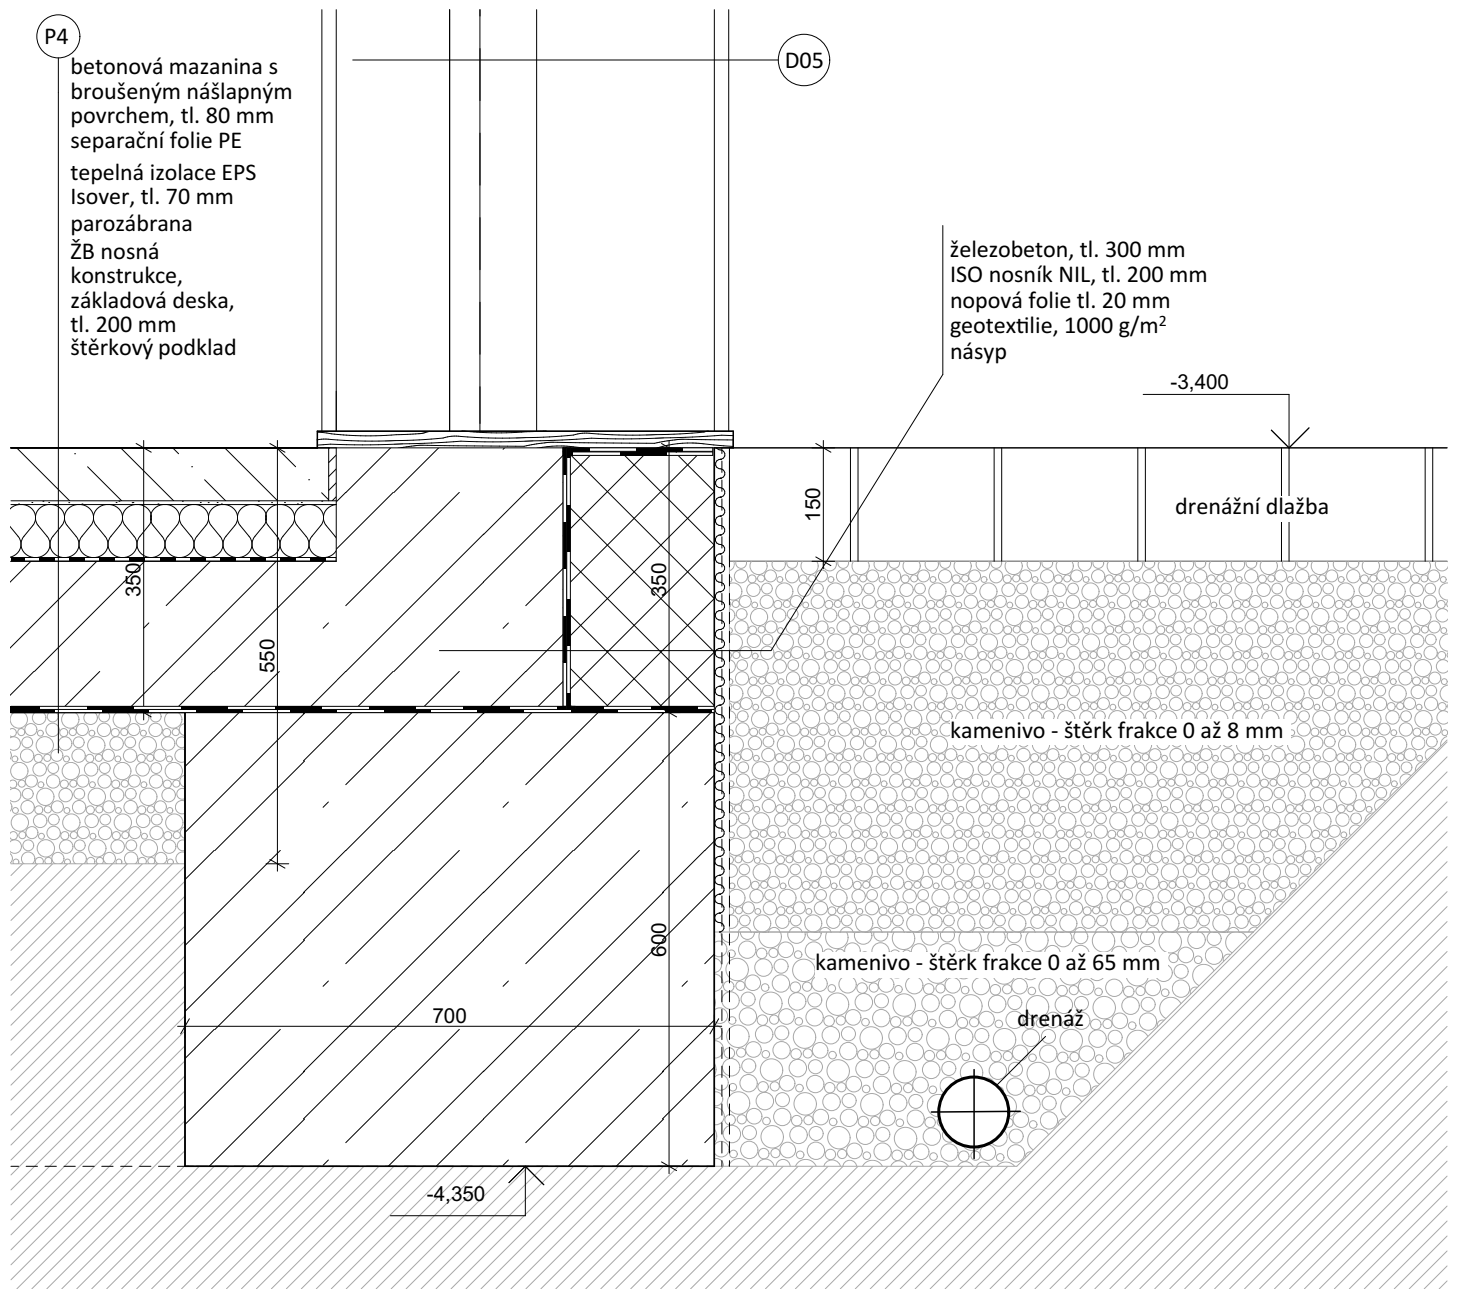 P4
betonová mazanina s
broušeným nášlapným
povrchem, tl. 80 mm
separační folie PE
tepelná izolace EPS
Isover, tl. 70 mm
parozábrana
ŽB nosná
konstrukce,
základová deska,
tl. 200 mm
štěrkový podklad
D05
železobeton, tl. 300 mm
ISO nosník NIL, tl. 200 mm
nopová folie tl. 20 mm
geotextilie, 1000 g/m²
násyp
-3,400
150
drenážní dlažba
350
350
550
kamenivo - štěrk frakce 0 až 8 mm
600
kamenivo - štěrk frakce 0 až 65 mm
700
drenáž
-4,350